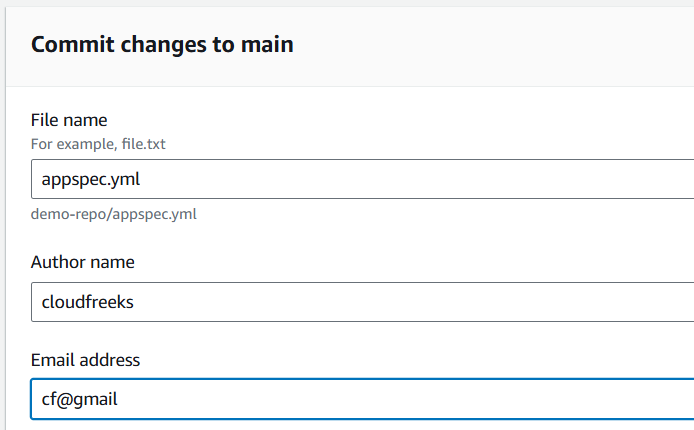 Commit changes to main
File name
For example, file.txt
appspec.yml
demo-repo/appspec.yml
Author name
cloudfreeks
Email address
cf@gmail